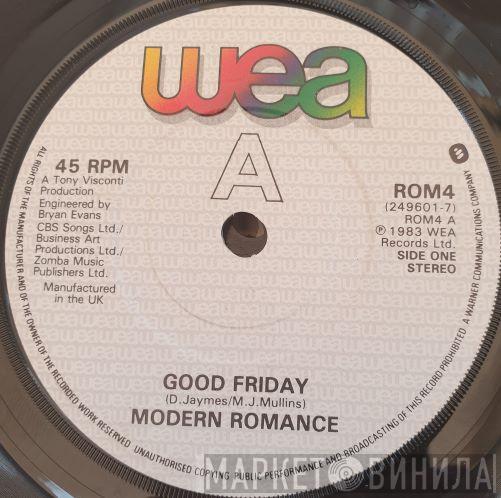 wea
A
45 RPM
A Tony Visconti
Production
Engineered by
Bryan Evans
CBS Songs Ltd./
Business Art
Productions Ltd./
Zomba Music
Publishers Ltd.
Manufactured
in the UK
ROM4
(249601-7)
ROM4 A
℗ 1983 WEA
Records Ltd.
SIDE ONE
STEREO
GOOD FRIDAY
(D.Jaymes/M.J.Mullins)
MODERN ROMANCE
ALL RIGHTS OF THE MANUFACTURER AND OF THE OWNER OF THE RECORDED WORK RESERVED UNAUTHORISED COPYING PUBLIC PERFORMANCE AND BROADCASTING OF THIS RECORD PROHIBITED A WARNER COMMUNICATIONS COMPANY
МАРКЕТ ВИНИЛА